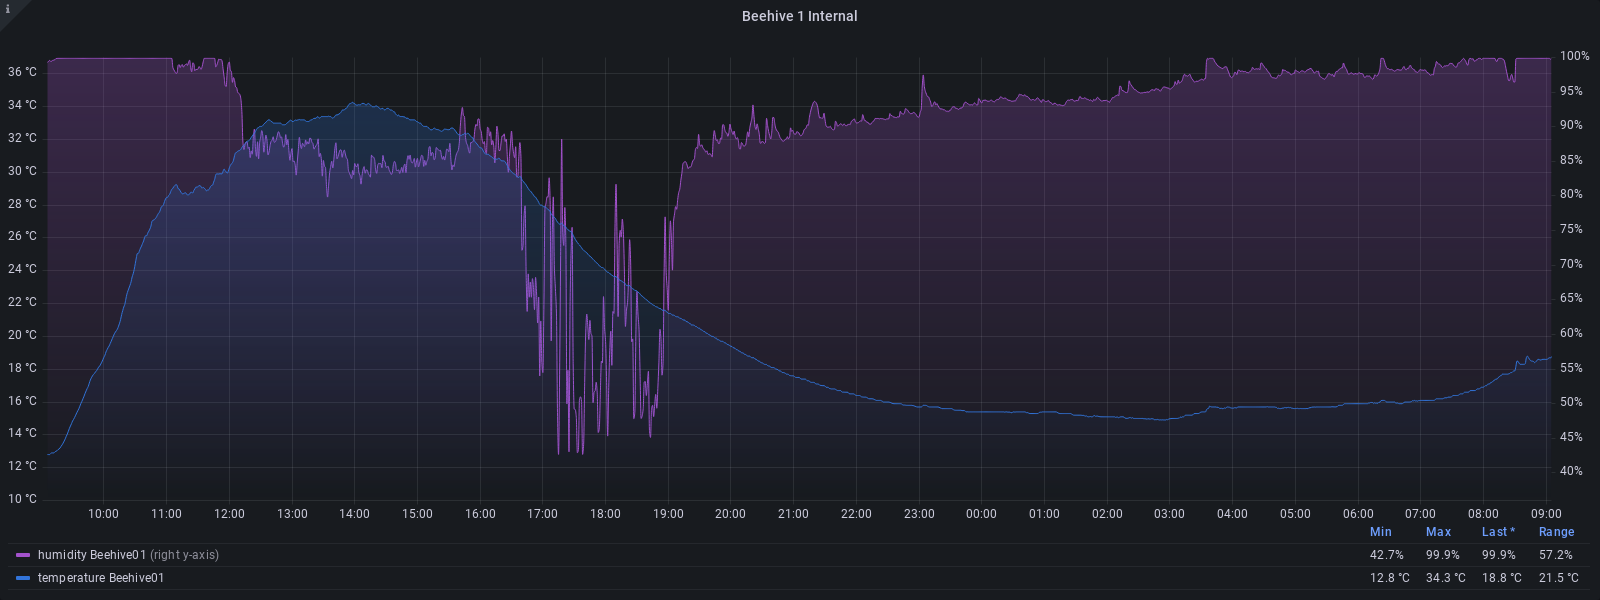 i
Beehive 1 Internal
36 °C
34 °C
32 °C
30 °C
28 °C
26 °C
24 °C
22 °C
20 °C
18 °C
16 °C
14 °C
12 °C
10 °C
100%
95%
90%
85%
80%
75%
70%
65%
60%
55%
50%
45%
40%
10:00 11:00 12:00 13:00 14:00 15:00 16:00 17:00 18:00 19:00 20:00 21:00 22:00 23:00 00:00 01:00 02:00 03:00 04:00 05:00 06:00 07:00 08:00 09:00
Min Max Last * Range
humidity Beehive01 (right y-axis) 42.7% 99.9% 99.9% 57.2%
temperature Beehive01 12.8 °C 34.3 °C 18.8 °C 21.5 °C